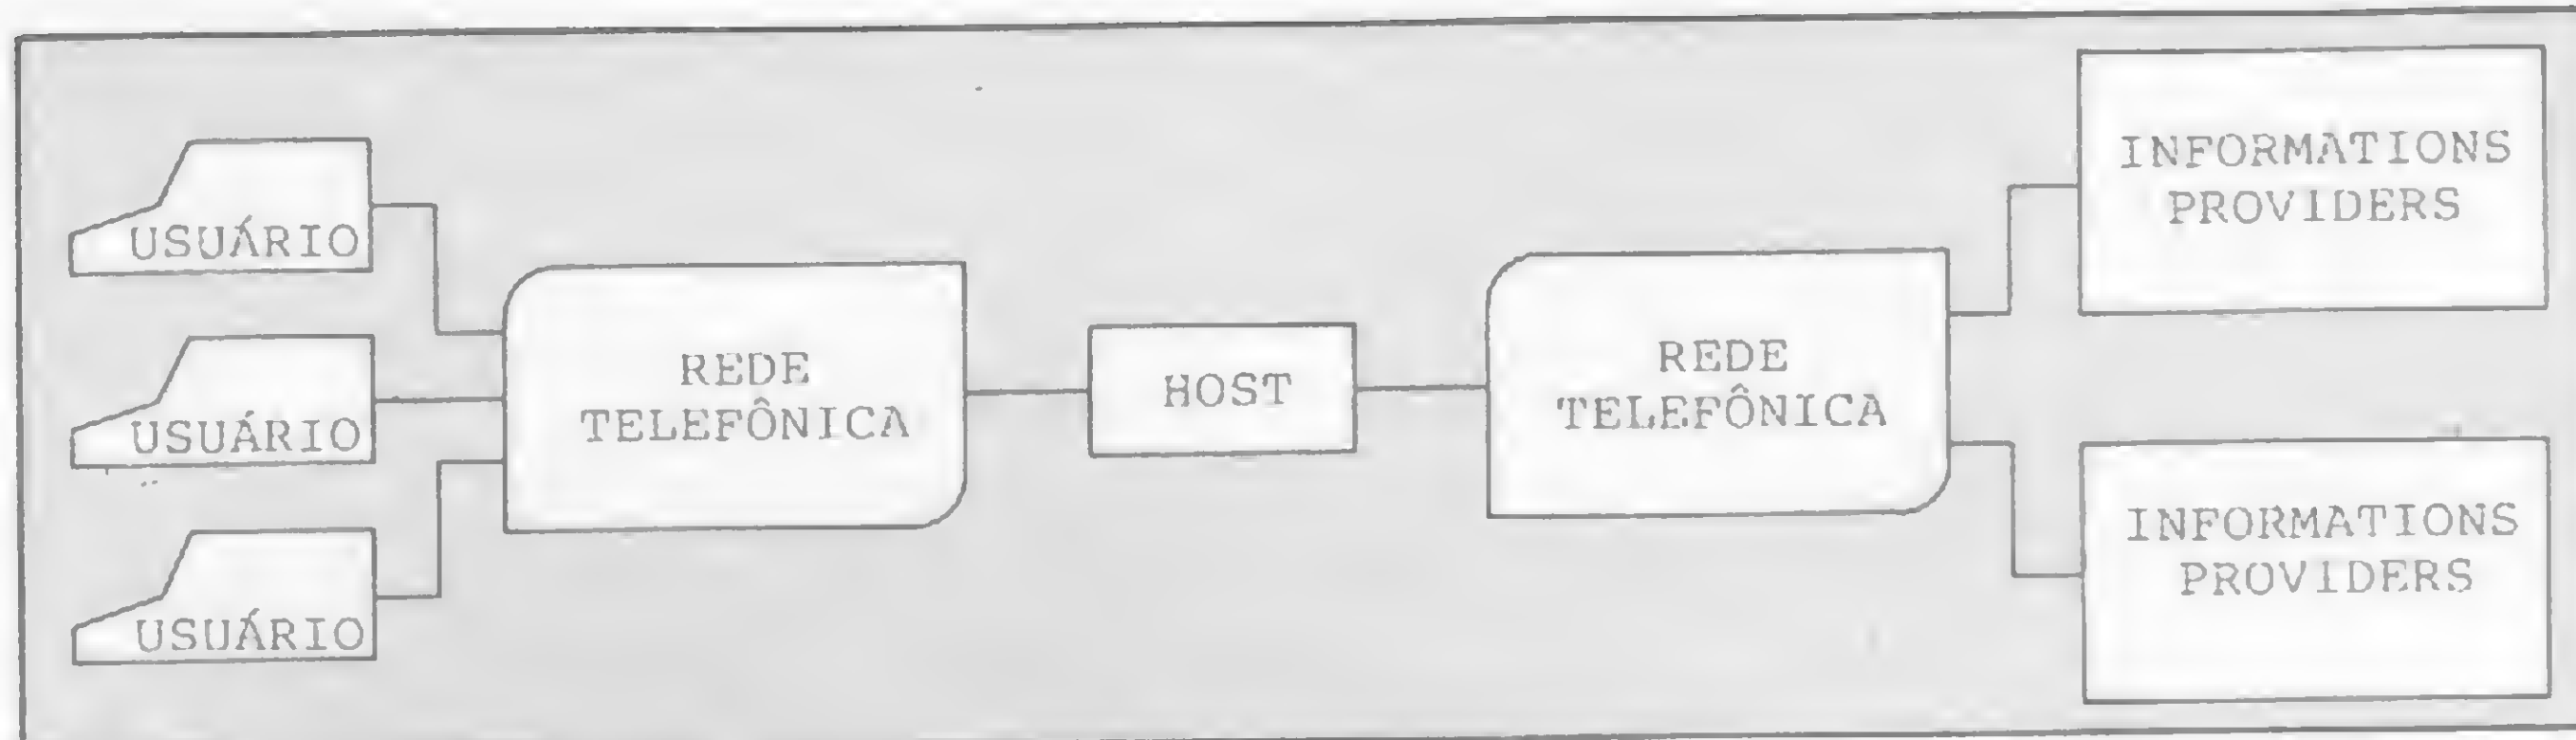 USUÁRIO
USUÁRIO
USUÁRIO
REDE
TELEFÔNICA
HOST
REDE
TELEFÔNICA
INFORMATIONS
PROVIDERS
INFORMATIONS
PROVIDERS